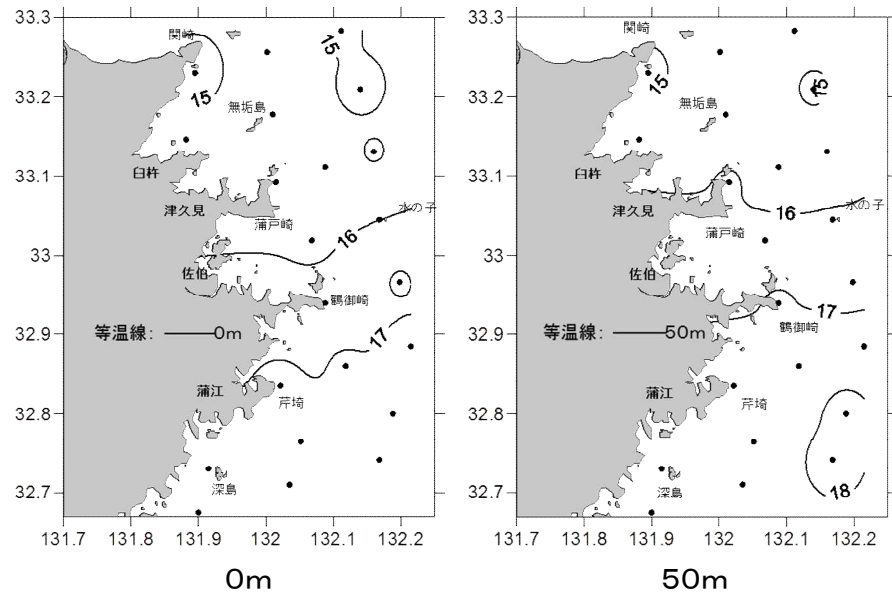 33.3
33.2
33.1
33
32.9
32.8
32.7
131.7 131.8 131.9 132 132.1 132.2
関崎
15
15
無垢島
臼杵
津久見
蒲戸崎
16
水の子
佐伯
鶴御崎
等温線: 0m
17
蒲江
芹埼
深島
0m
33.3
33.2
33.1
33
32.9
32.8
32.7
131.7 131.8 131.9 132 132.1 132.2
関崎
15
15
無垢島
臼杵
津久見
16
水の子
蒲戸崎
佐伯
17
鶴御崎
等温線: 50m
蒲江
芹埼
18
深島
50m